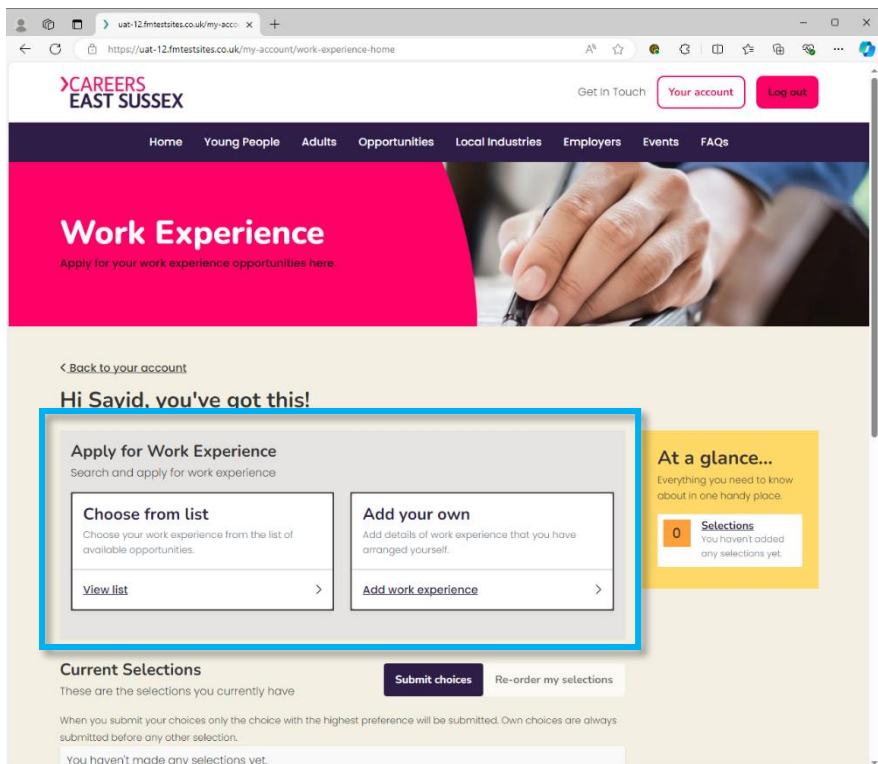 uat-12.fmtestsites.co.uk/my-acco
https://uat-12.fmtestsites.co.uk/my-account/work-experience-home
CAREERS
EAST SUSSEX
Get In Touch
Your account
Log out
Home Young People Adults Opportunities Local Industries Employers Events FAQs
Work Experience
Apply for your work experience opportunities here.
Back to your account
Hi Sayid, you've got this!
Apply for Work Experience
Search and apply for work experience
Choose from list
Choose your work experience from the list of
available opportunities.
View list
Add your own
Add details of work experience that you have
arranged yourself.
Add work experience
At a glance...
Everything you need to know
about in one handy place.
0
Selections
You haven't added
any selections yet.
Current Selections
These are the selections you currently have
Submit choices
Re-order my selections
When you submit your choices only the choice with the highest preference will be submitted. Own choices are always
submitted before any other selection.
You haven't made any selections yet.